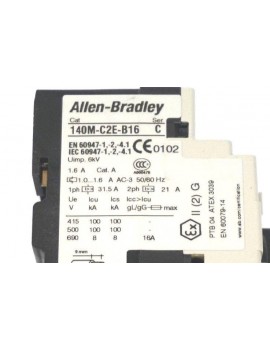 Allen-Bradley
Cat Ser
140M-C2E-B16 C
EN 60947-1,-2,-4.1
IEC 60947-1,-2,-4.1
CE 0102
Uimp. 6kV
CCC
1.6 A Cat. A
1.0...1.6 A AC-3 50/60 Hz
1ph 31.5 A 2ph 21 A
Ue Icu Ics Icc>Icu
V kA kA gL/gG max
415 100 100
500 100 100
690 8 8 16A
Ex II (2) G
PTB 04 ATEX 3039
EN 60079-14